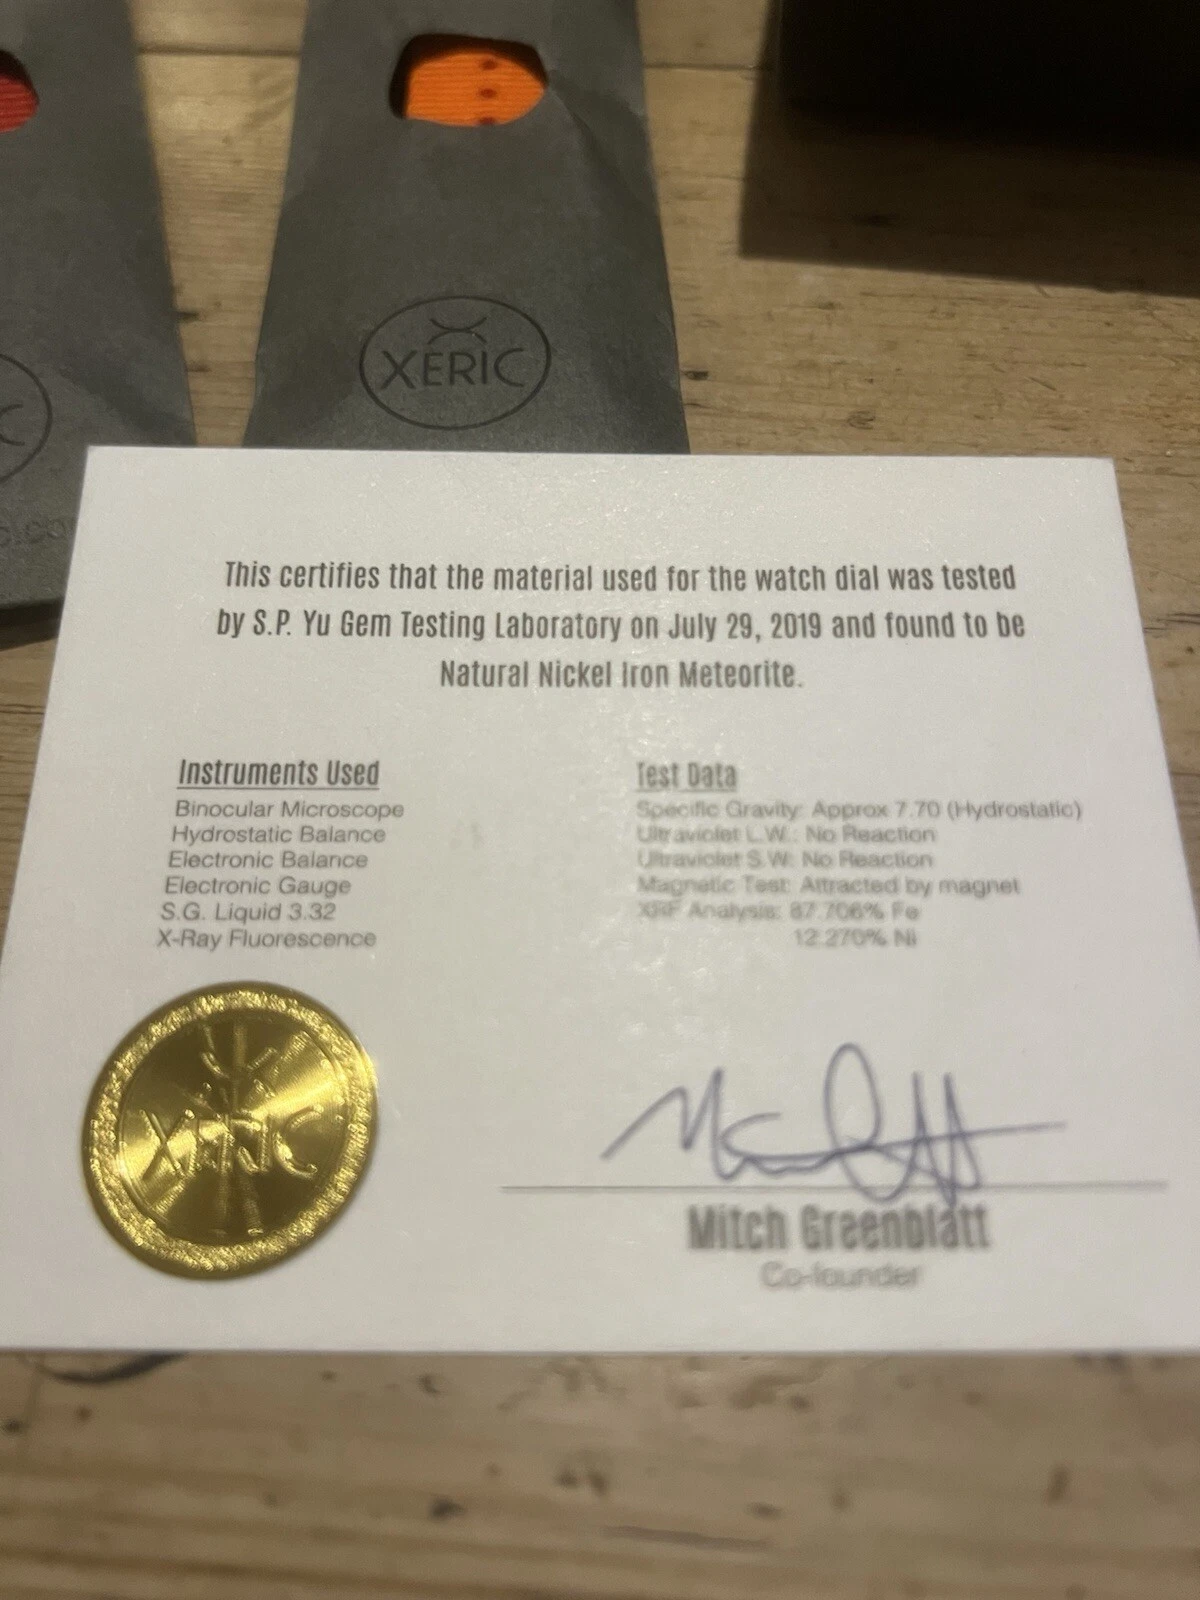 XERIC
This certifies that the material used for the watch dial was tested
by S.P. Yu Gem Testing Laboratory on July 29, 2019 and found to be
Natural Nickel Iron Meteorite.
Instruments Used
Binocular Microscope
Hydrostatic Balance
Electronic Balance
Electronic Gauge
S.G. Liquid 3.32
X-Ray Fluorescence
Test Data
Specific Gravity: Approx 7.70 (Hydrostatic)
Ultraviolet L.W.: No Reaction
Ultraviolet S.W: No Reaction
Magnetic Test: Attracted by magnet
XRF Analysis: 87.706% Fe
12.270% Ni
XERIC
Mitch Greenblatt
Co-founder